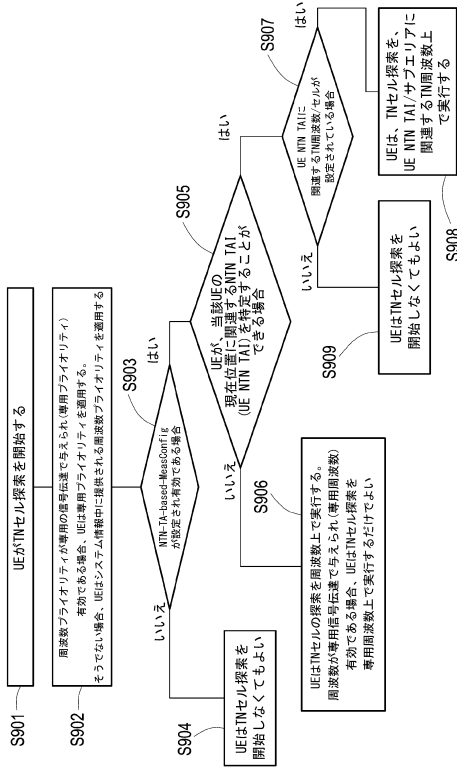 S901
UEがTNセル探索を開始する
S902
周波数プライオリティが専用の信号伝達で与えられ(専用プライオリティ)
有効である場合、UEは専用プライオリティを適用する。
そうでない場合、UEはシステム情報中に提供される周波数プライオリティを適用する
S903
NTN-TA-based-MeasConfig
が設定され有効である場合
いいえ
はい
S904
UEはTNセル探索を
開始しなくてもよい
S905
UEが、当該UEの
現在位置に関連するNTN TAI
(UE NTN TAI)を特定することが
できる場合
いいえ
はい
S906
UEはTNセルの探索を周波数上で実行する。
周波数が専用信号伝達で与えられ(専用周波数)
有効である場合、UEはTNセル探索を
専用周波数上で実行するだけでよい
S907
UE NTN TAIに
関連するTN周波数/セルが
設定されている場合
いいえ
はい
S909
UEはTNセル探索を
開始しなくてもよい
S908
UEは、TNセル探索を、
UE NTN TAI/サブエリアに
関連するTN周波数上
で実行する